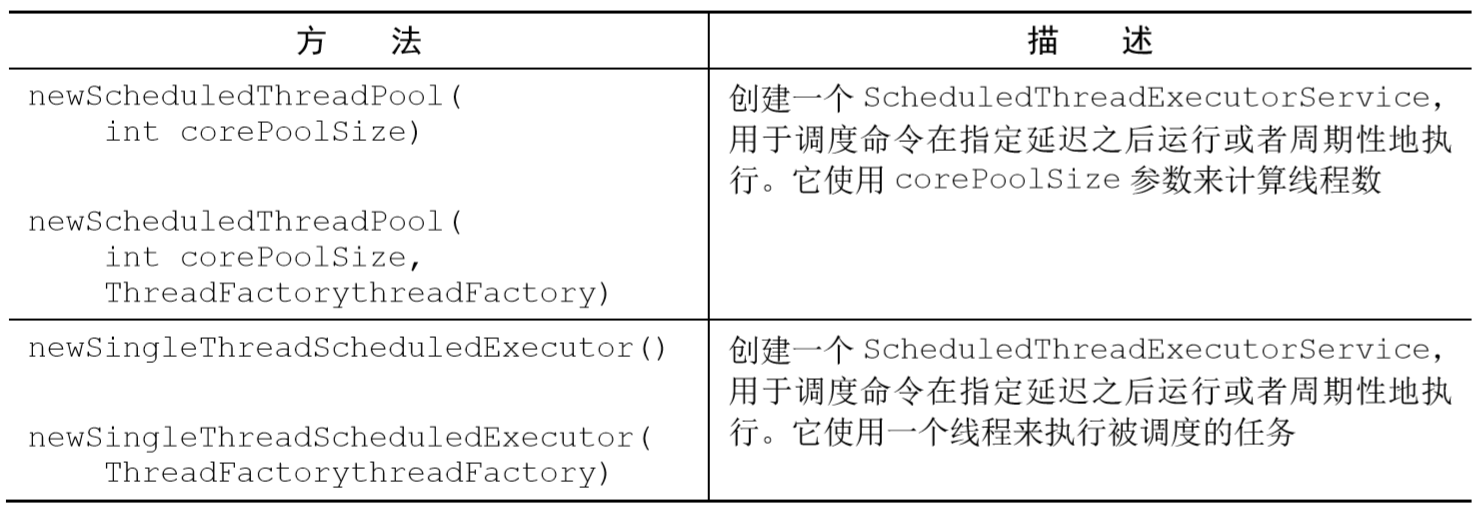 方 法
描 述
newScheduledThreadPool(
int corePoolSize)
newScheduledThreadPool(
int corePoolSize,
ThreadFactorythreadFactory)
创建一个 ScheduledThreadExecutorService,
用于调度命令在指定延迟之后运行或者周期性地执
行。它使用 corePoolSize 参数来计算线程数
newSingleThreadScheduledExecutor()
newSingleThreadScheduledExecutor(
ThreadFactorythreadFactory)
创建一个 ScheduledThreadExecutorService,
用于调度命令在指定延迟之后运行或者周期性地执
行。它使用一个线程来执行被调度的任务